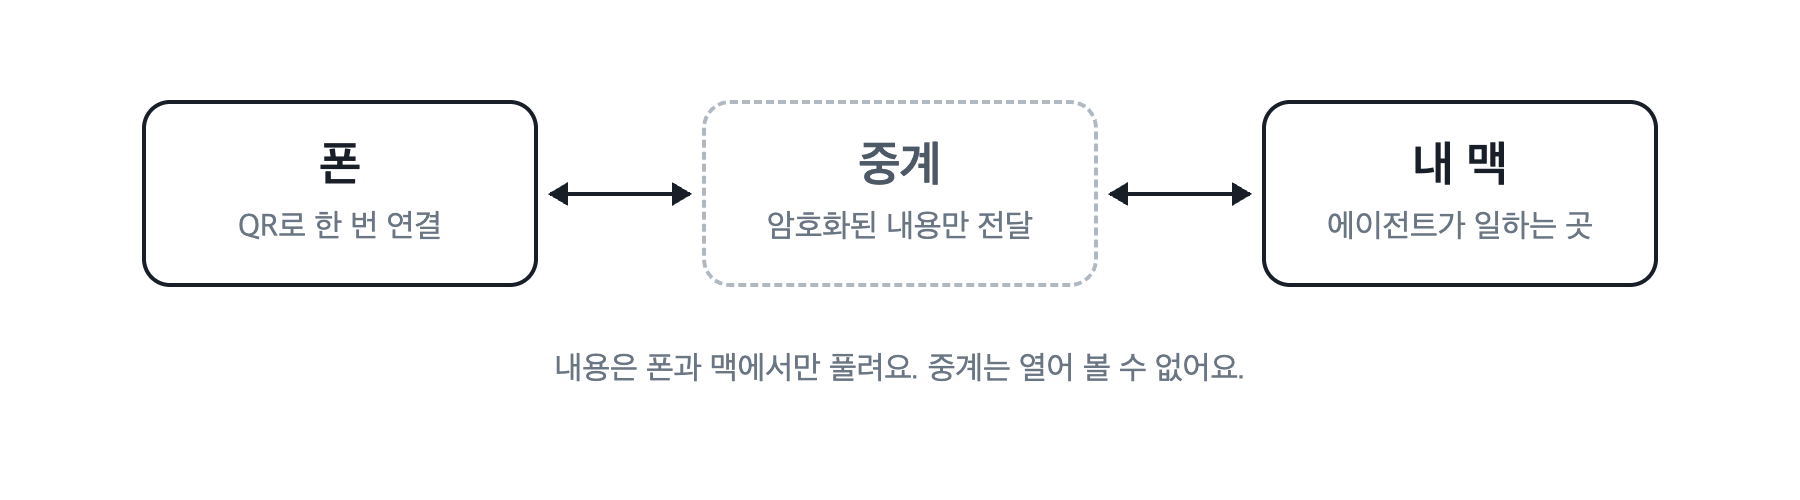 폰
QR로 한 번 연결
중계
암호화된 내용만 전달
내 맥
에이전트가 일하는 곳
내용은 폰과 맥에서만 풀려요. 중계는 열어 볼 수 없어요.